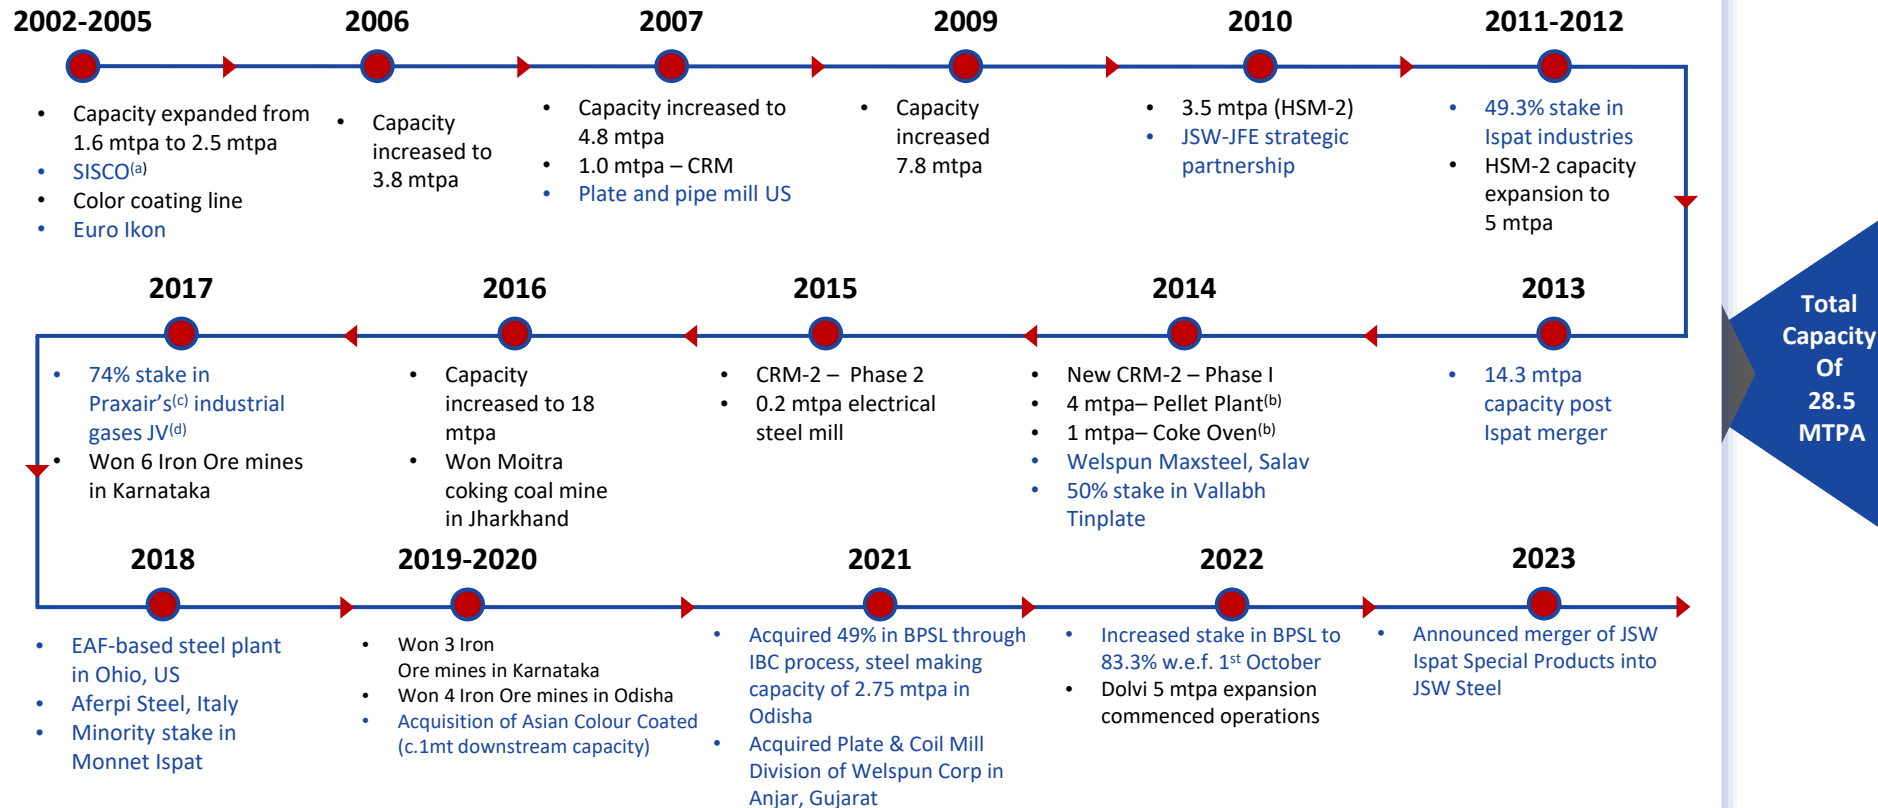 2002-2005
2006
2007
2009
2010
2011-2012
• Capacity expanded from
1.6 mtpa to 2.5 mtpa
• SISCO(a)
• Color coating line
• Euro Ikon
• Capacity
increased to
3.8 mtpa
• Capacity increased to
4.8 mtpa
• 1.0 mtpa – CRM
• Plate and pipe mill US
• Capacity
increased
7.8 mtpa
• 3.5 mtpa (HSM-2)
• JSW-JFE strategic
partnership
• 49.3% stake in
Ispat industries
• HSM-2 capacity
expansion to
5 mtpa
2017
2016
2015
2014
2013
• 74% stake in
Praxair’s(c) industrial
gases JV(d)
• Won 6 Iron Ore mines
in Karnataka
• Capacity
increased to 18
mtpa
• Won Moitra
coking coal mine
in Jharkhand
• CRM-2 – Phase 2
• 0.2 mtpa electrical
steel mill
• New CRM-2 – Phase I
• 4 mtpa– Pellet Plant(b)
• 1 mtpa– Coke Oven(b)
• Welspun Maxsteel, Salav
• 50% stake in Vallabh
Tinplate
• 14.3 mtpa
capacity post
Ispat merger
2018
2019-2020
2021
2022
2023
• EAF-based steel plant
in Ohio, US
• Aferpi Steel, Italy
• Minority stake in
Monnet Ispat
• Won 3 Iron
Ore mines in Karnataka
• Won 4 Iron Ore mines in Odisha
• Acquisition of Asian Colour Coated
(c.1mt downstream capacity)
• Acquired 49% in BPSL through
IBC process, steel making
capacity of 2.75 mtpa in
Odisha
• Acquired Plate & Coil Mill
Division of Welspun Corp in
Anjar, Gujarat
• Increased stake in BPSL to
83.3% w.e.f. 1st October
• Dolvi 5 mtpa expansion
commenced operations
• Announced merger of JSW
Ispat Special Products into
JSW Steel
Total
Capacity
Of
28.5
MTPA